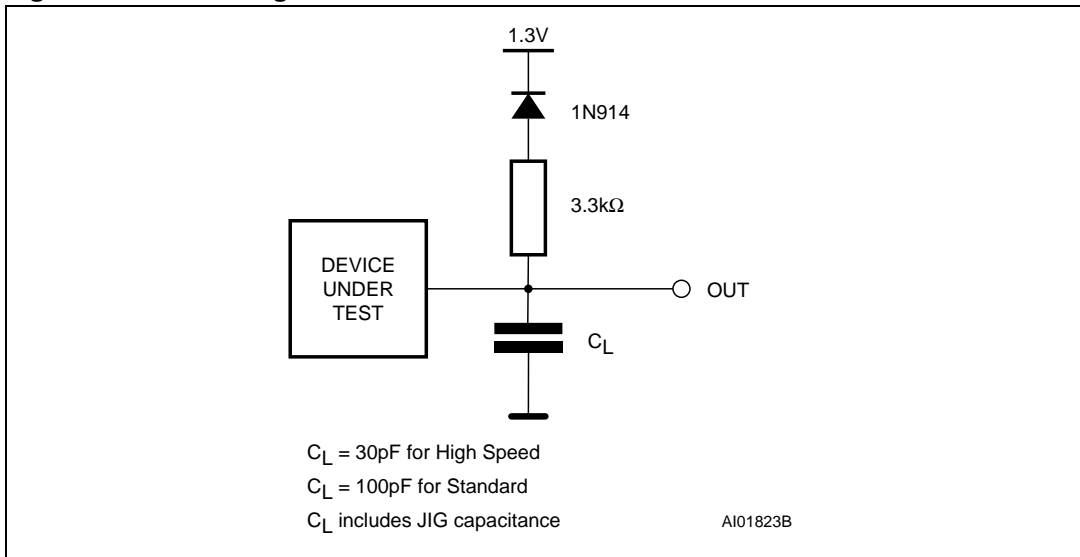 1.3V
1N914
3.3kΩ
DEVICE
UNDER
TEST
OUT
CL
CL = 30pF for High Speed
CL = 100pF for Standard
CL includes JIG capacitance
AI01823B